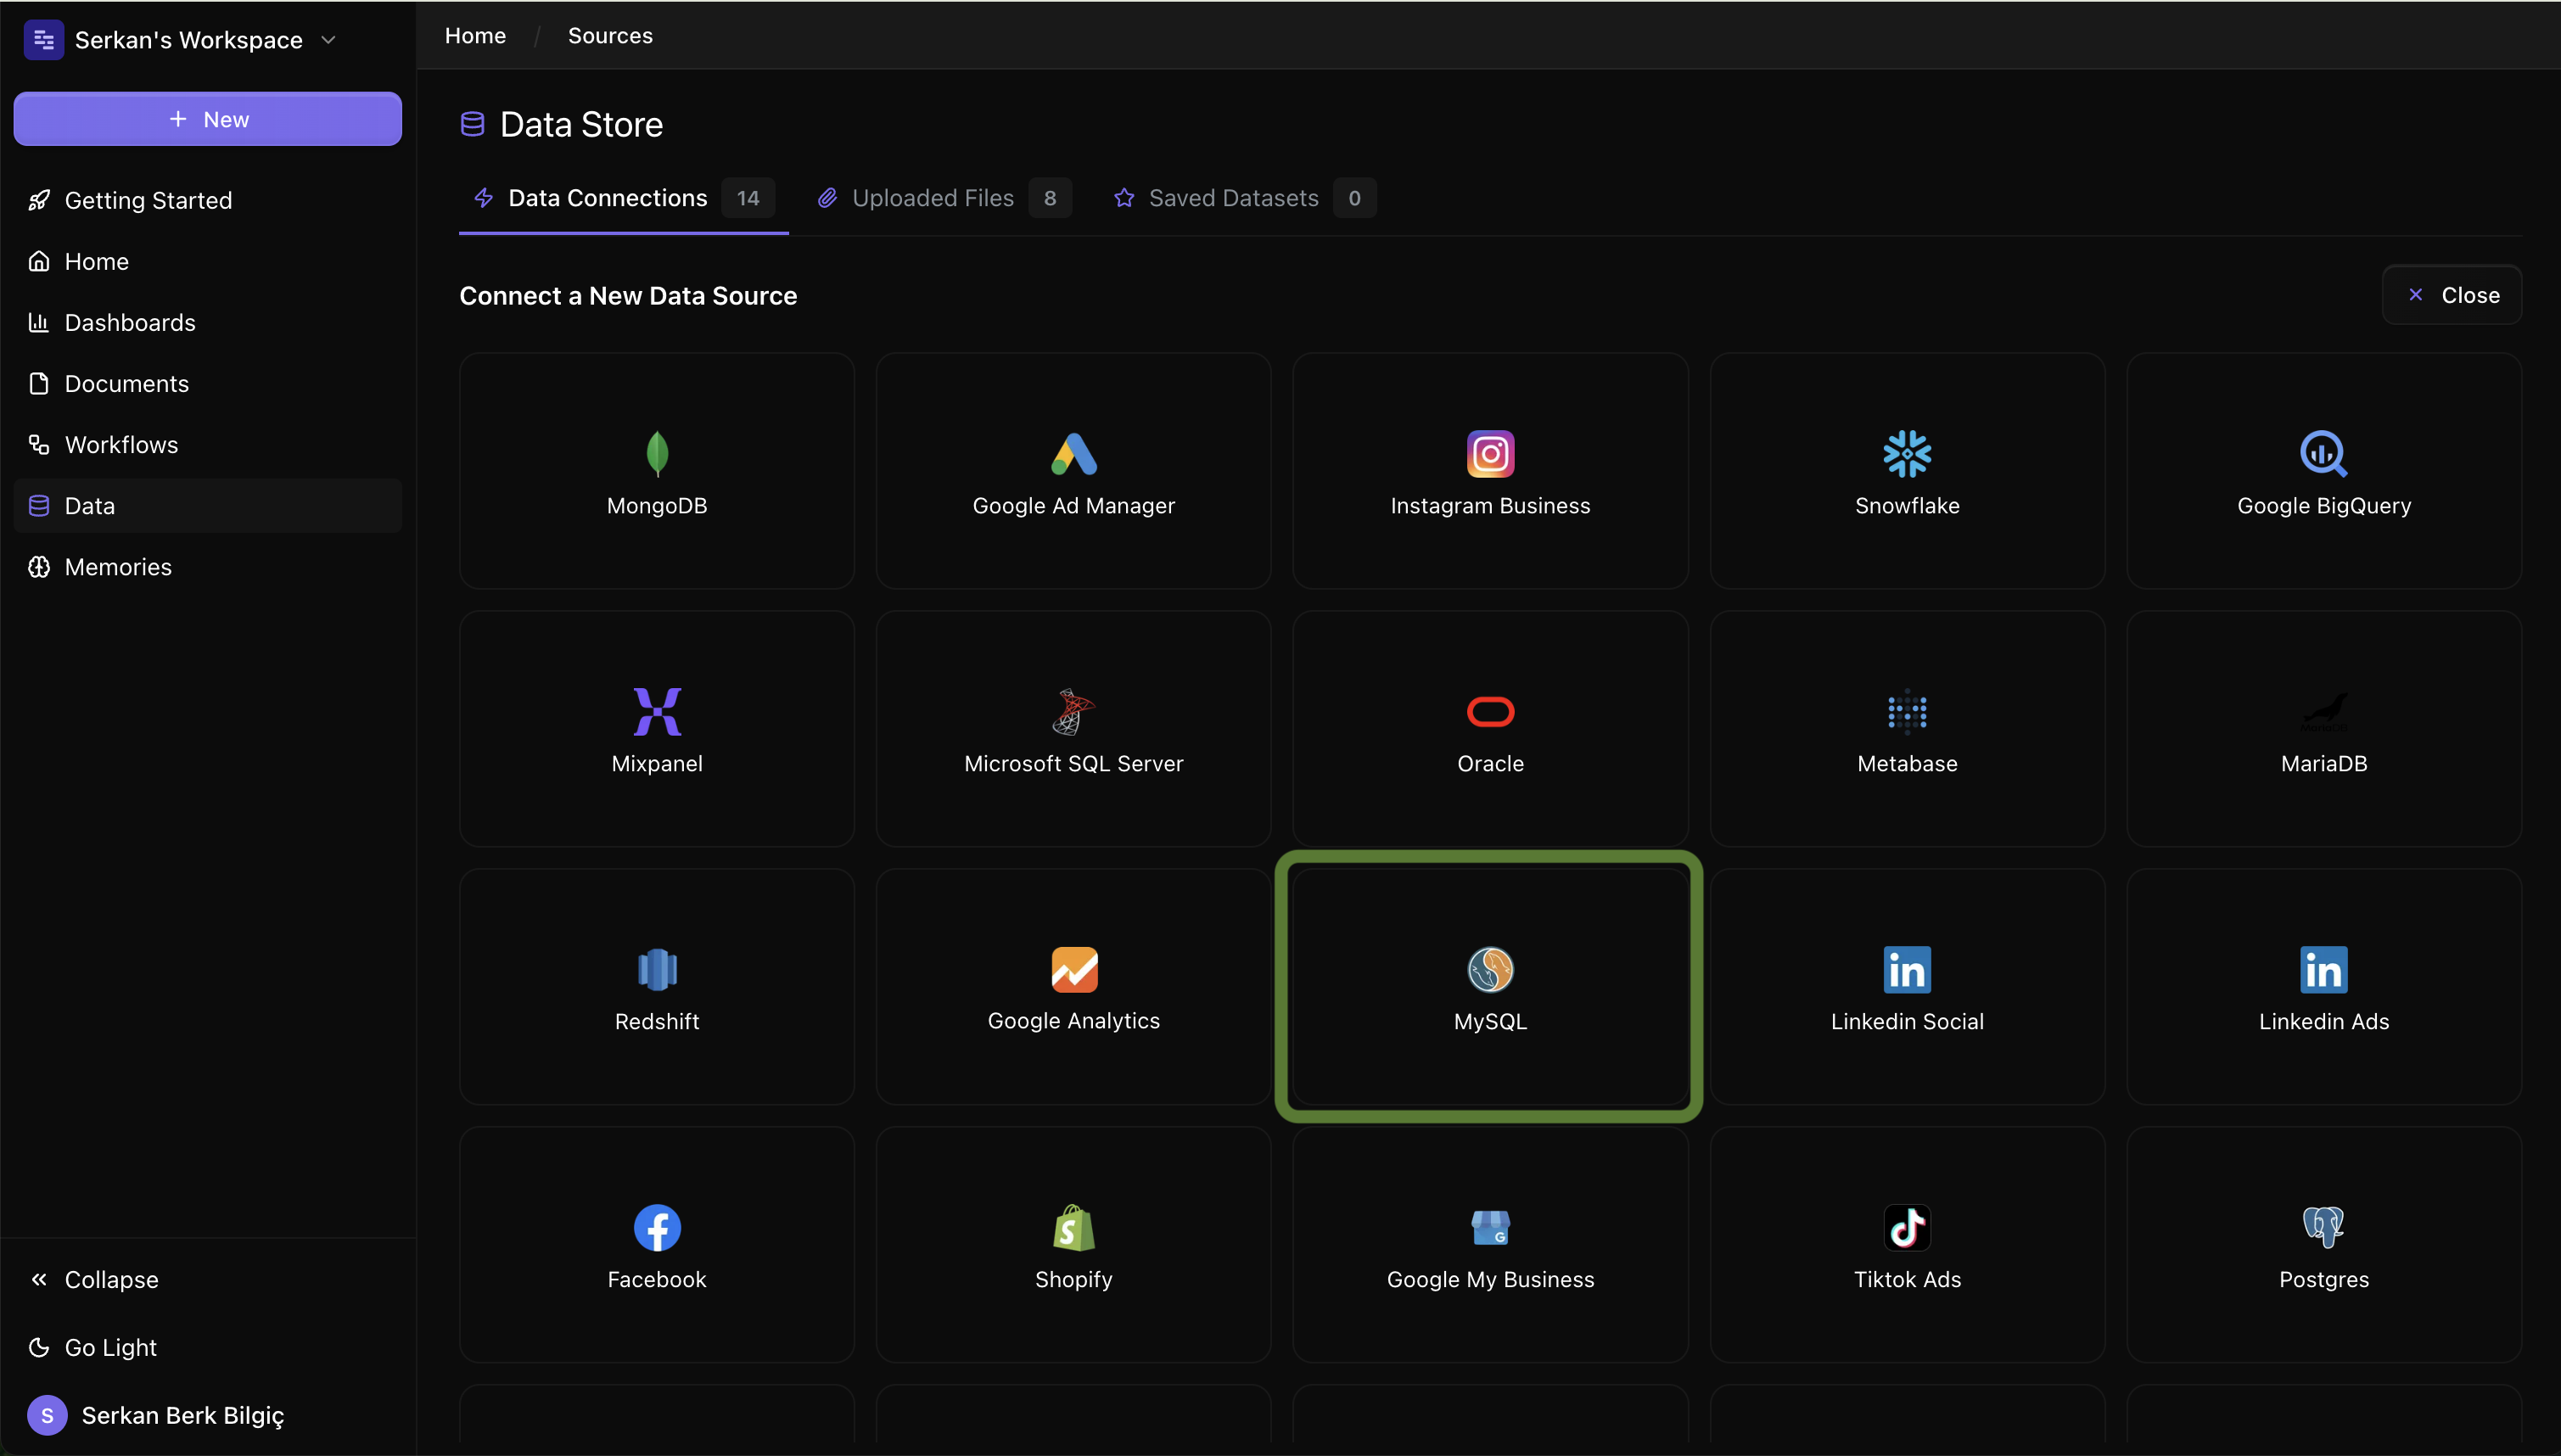 Serkan's Workspace
New
Getting Started
Home
Dashboards
Documents
Workflows
Data
Memories
Collapse
Go Light
S
Serkan Berk Bilgiç
Home / Sources
Data Store
Data Connections 14
Uploaded Files 8
Saved Datasets 0
Connect a New Data Source
Close
MongoDB
Google Ad Manager
Instagram Business
Snowflake
Google BigQuery
Mixpanel
Microsoft SQL Server
Oracle
Metabase
MariaDB
Redshift
Google Analytics
MySQL
in
Linkedin Social
in
Linkedin Ads
Facebook
Shopify
Google My Business
Tiktok Ads
Postgres